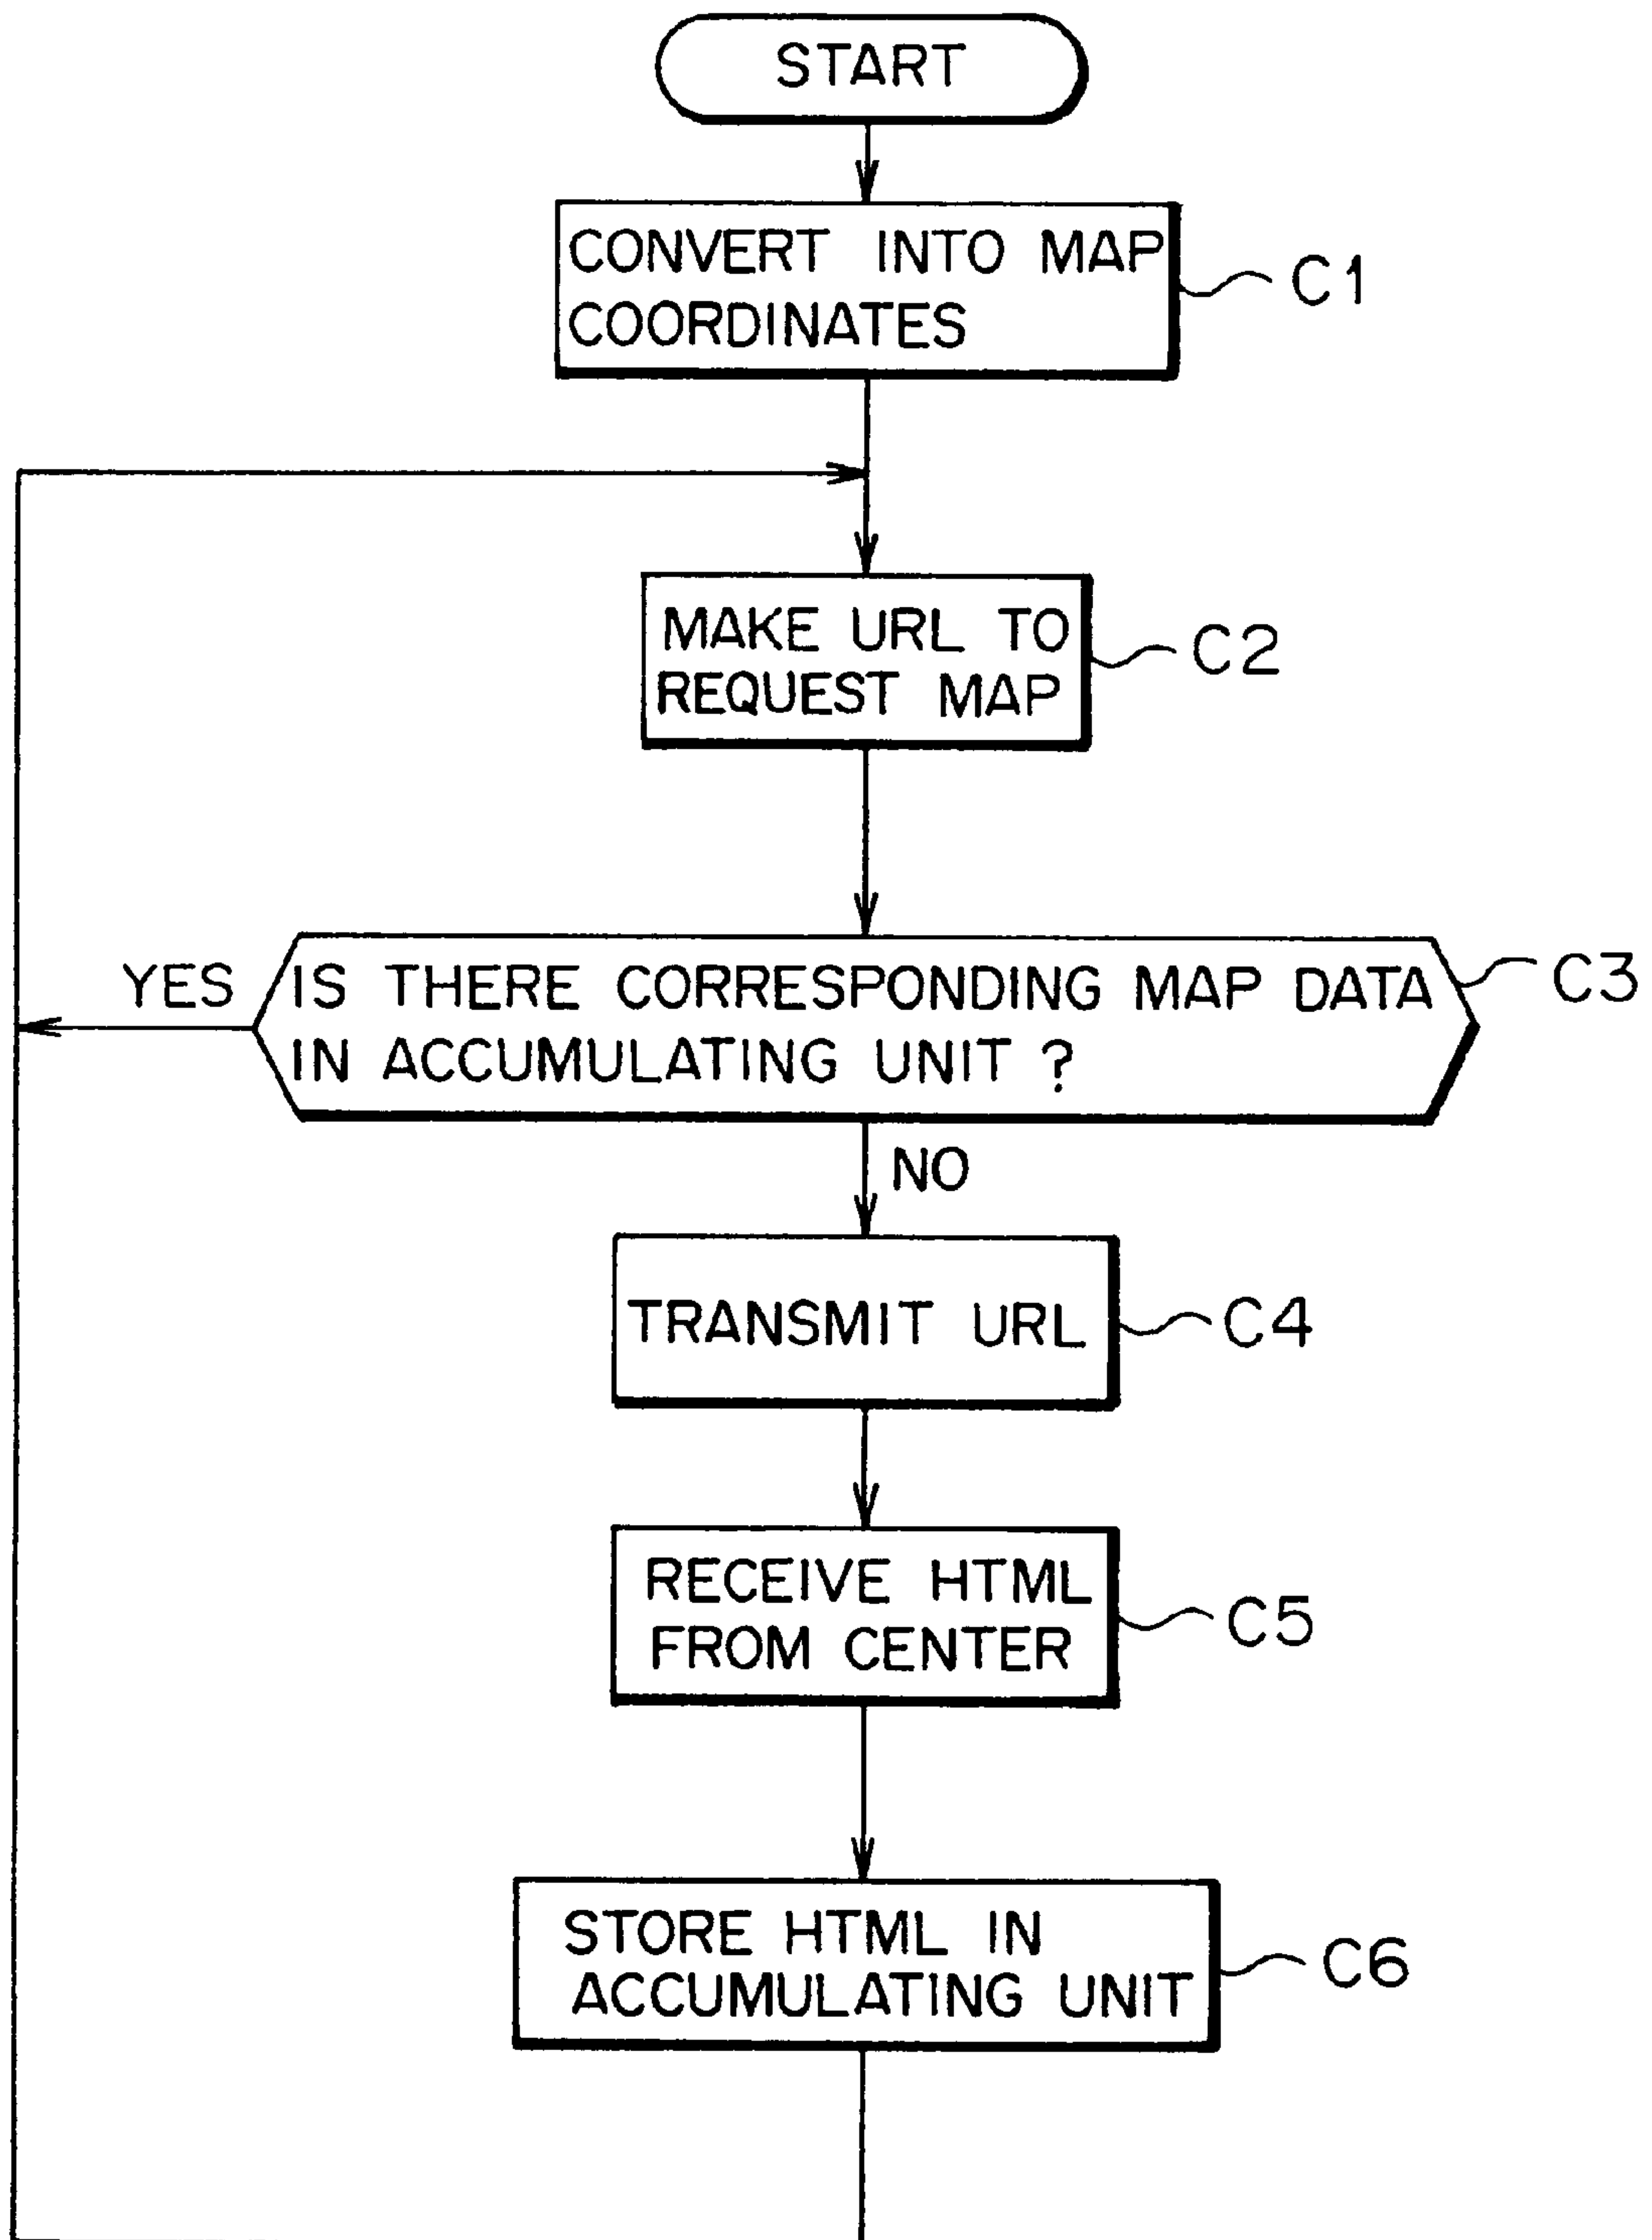 START
CONVERT INTO MAP
COORDINATES
C1
MAKE URL TO
REQUEST MAP
C2
YES
IS THERE CORRESPONDING MAP DATA
IN ACCUMULATING UNIT ?
C3
NO
TRANSMIT URL
C4
RECEIVE HTML
FROM CENTER
C5
STORE HTML IN
ACCUMULATING UNIT
C6